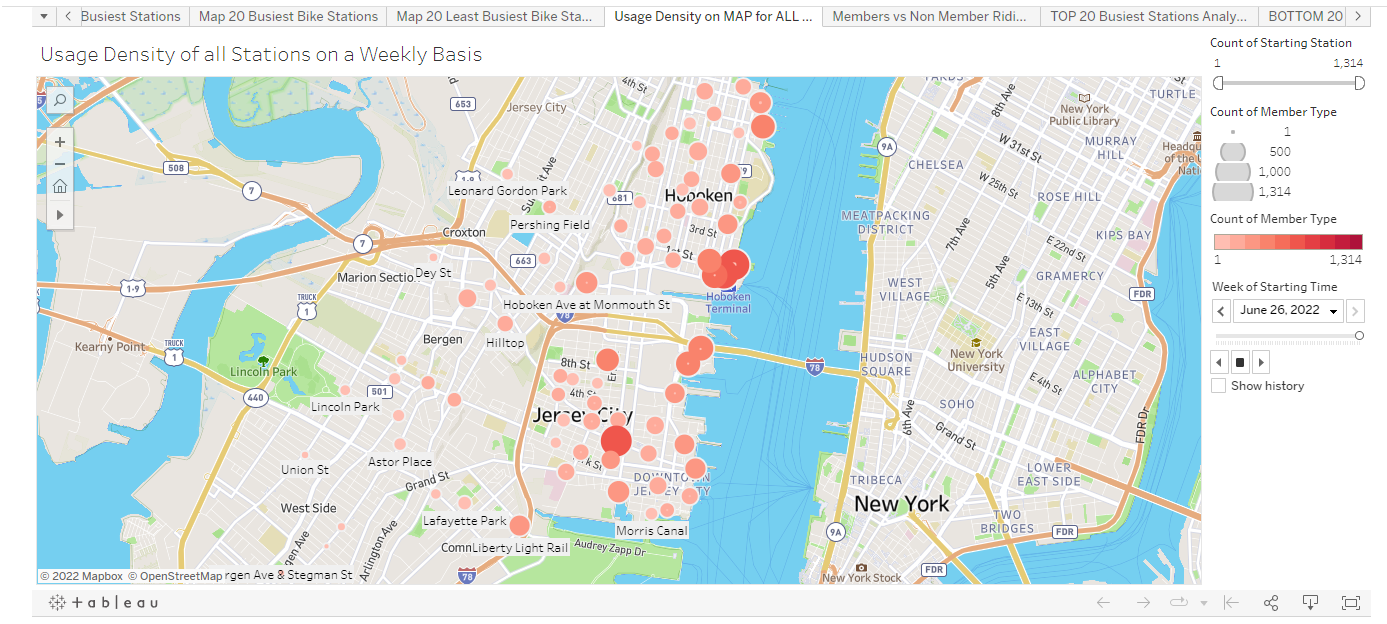 Busiest Stations
Map 20 Busiest Bike Stations
Map 20 Least Busiest Bike Sta...
Usage Density on MAP for ALL ...
Members vs Non Member Ridi...
TOP 20 Busiest Stations Analy...
BOTTOM 20
Usage Density of all Stations on a Weekly Basis
Count of Starting Station
1
1,314
Count of Member Type
1
500
1,000
1,314
Count of Member Type
1
1,314
Week of Starting Time
June 26, 2022
Show history
4th St
653
Jersey City
508
7
Leonard Gordon Park
681
9
Hoboken
Pershing Field
3rd St
1st St
Croxton
7
663
Marion Sectio
Dey St
1-9
TRUCK
1
Hoboken Ave at Monmouth St
78
Hoboken
Terminal
Kearny Point
TRUCK
1
Bergen
Hilltop
Lincoln Park
8th St
440
501
Lincoln Park
4th
Jersey City
Union St
Astor Place
Grand St
DOWNTOWN
JERSEY CITY
West Side
Lafayette Park
Morris Canal
Liberty Light Rail
Audrey Zapp Dr
Arlington Ave
78
rgen Ave & Stegman St
© 2022 Mapbox © OpenStreetMap
TURTLE
8th Ave
New York
Public Library
9A
W 31st St
MURRAY
HILL
CHELSEA
W 25th St
ROSE HILL
MEATPACKING
DISTRICT
7th Ave
KIPS BAY
E 22nd St
5th Ave
GRAMERCY
WEST
VILLAGE
FDR
E 13th St
EAST
VILLAGE
HUDSON
SQUARE
New York
University
78
E 4th St
ALPHABET
CITY
6th Ave
SOHO
Grand St
FDR Dr
LOWER
EAST SIDE
TRIBECA
New York
TWO
BRIDGES
9A
FDR
FDR
New York Stock
+ a b l e a u